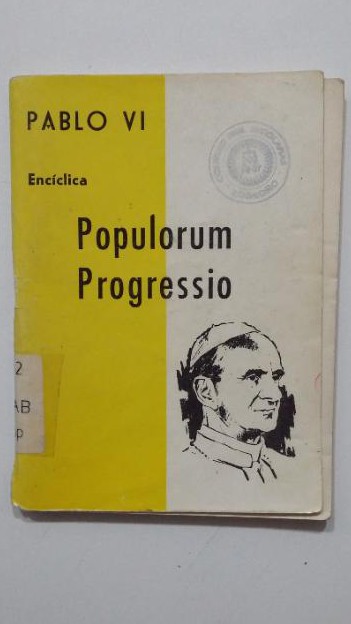 PABLO VI
Encíclica
Populorum
Progressio
2
AB
P